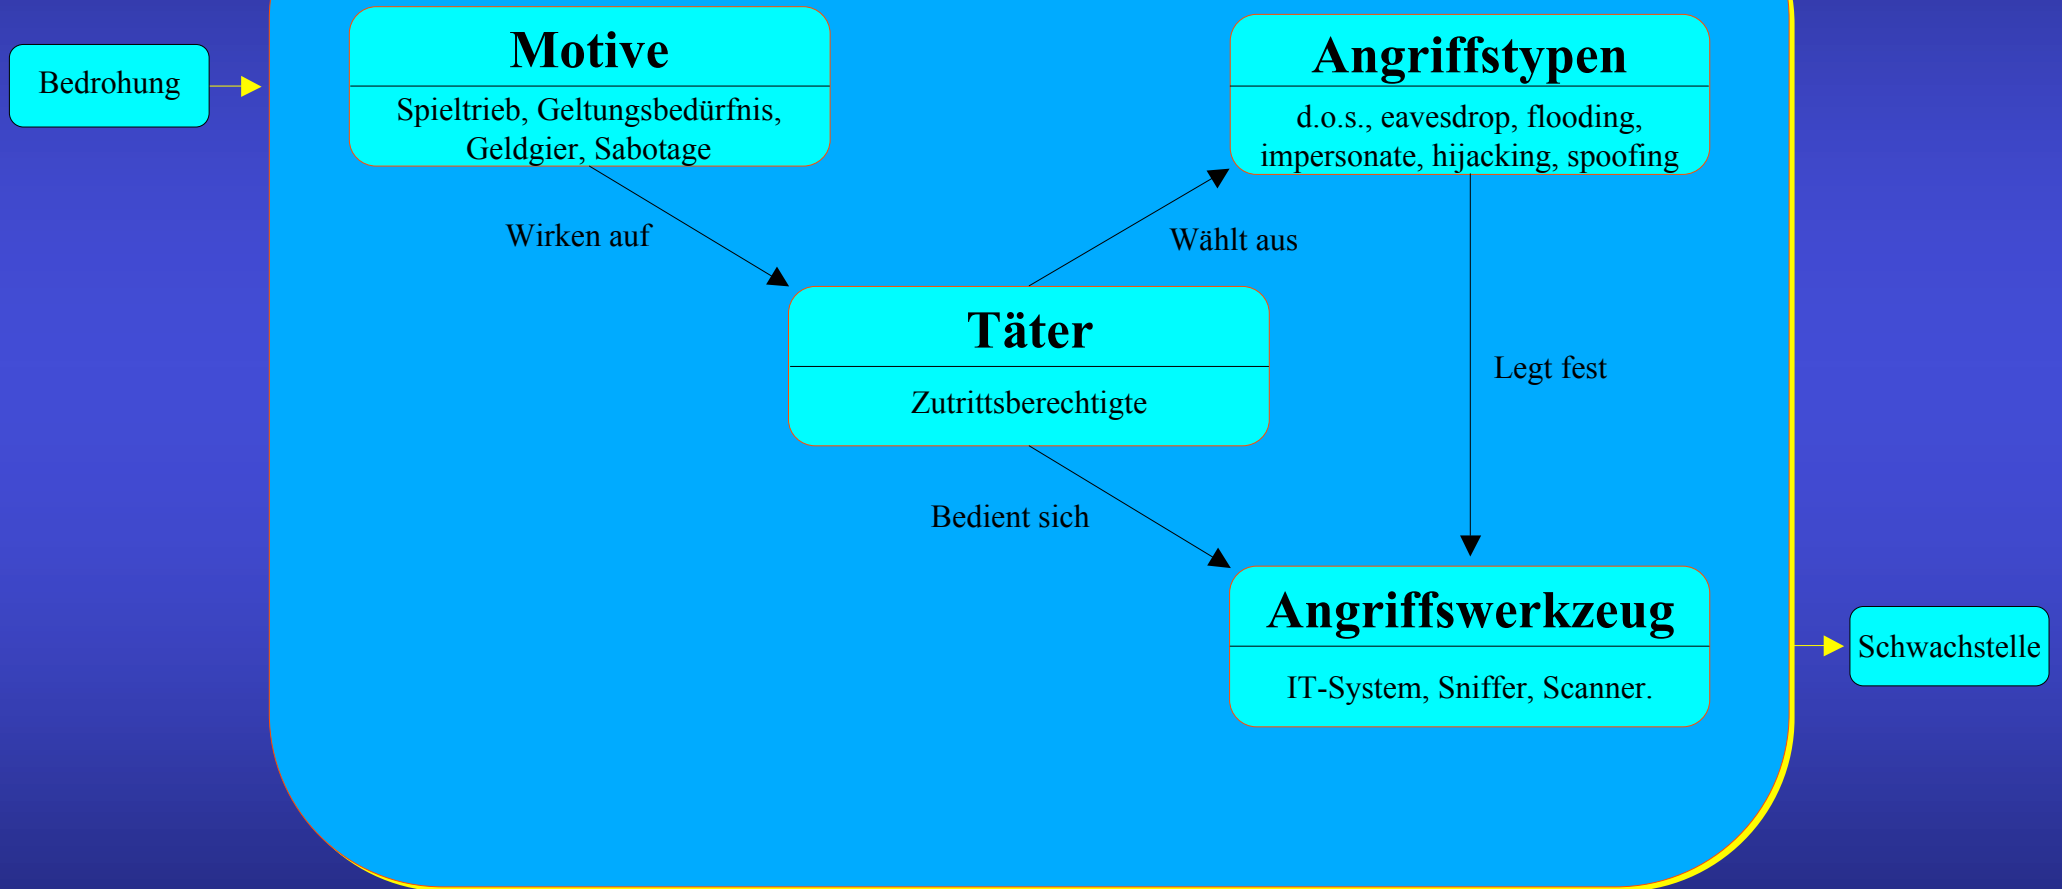 Bedrohung
Motive
Spieltrieb, Geltungsbedürfnis,
Geldgier, Sabotage
Angriffstypen
d.o.s., eavesdrop, flooding,
impersonate, hijacking, spoofing
Wirken auf
Wählt aus
Täter
Zutrittsberechtigte
Legt fest
Bedient sich
Angriffswerkzeug
IT-System, Sniffer, Scanner.
Schwachstelle